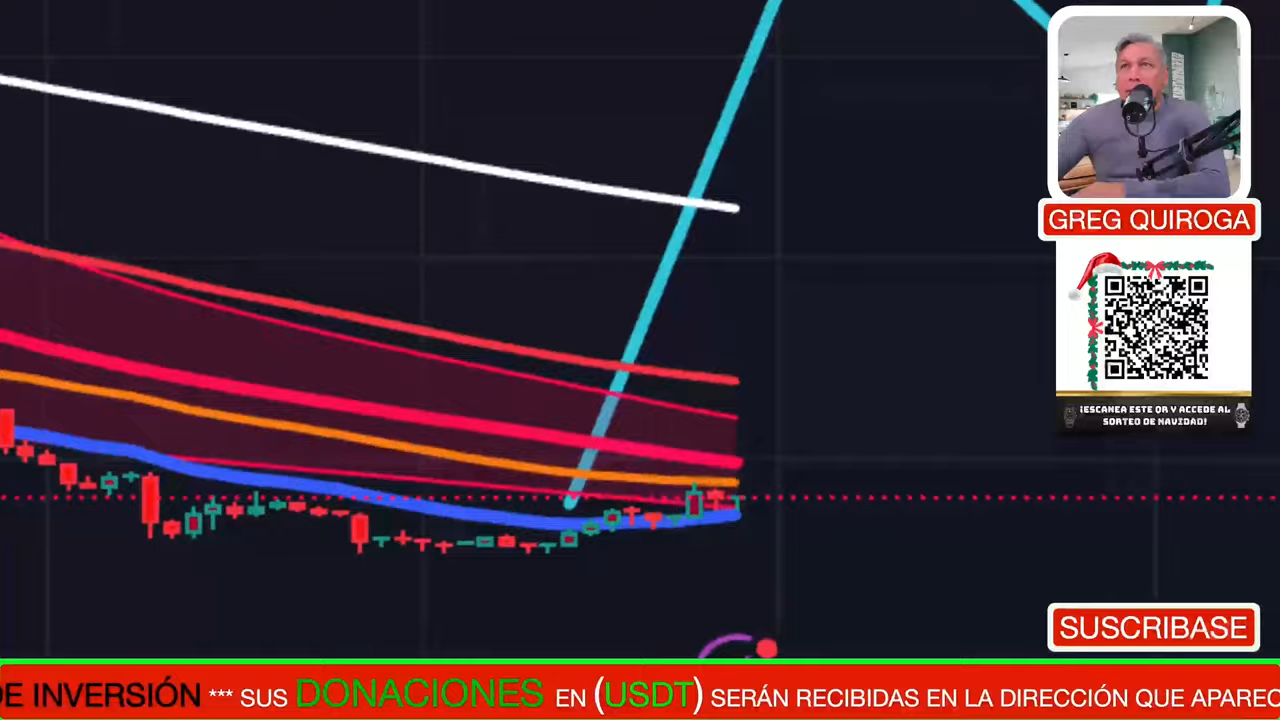 GREG QUIROGA
¡ESCANEA ESTE QR Y ACCEDE AL
SORTEO DE NAVIDAD!
SUSCRIBASE
DE INVERSIÓN *** SUS DONACIONES EN (USDT) SERÁN RECIBIDAS EN LA DIRECCIÓN QUE APAREC